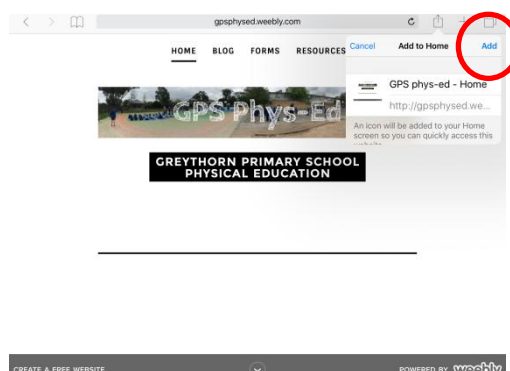 gpsphysed.weebly.com
HOME BLOG FORMS RESOURCES
Cancel Add to Home Add
GPS phys-ed - Home
http://gpsphysed.we...
An icon will be added to your Home
screen so you can quickly access this
website
GPS Phys-Ed
GREYTHORN PRIMARY SCHOOL
PHYSICAL EDUCATION
CREATE A FREE WEBSITE POWERED BY weebly